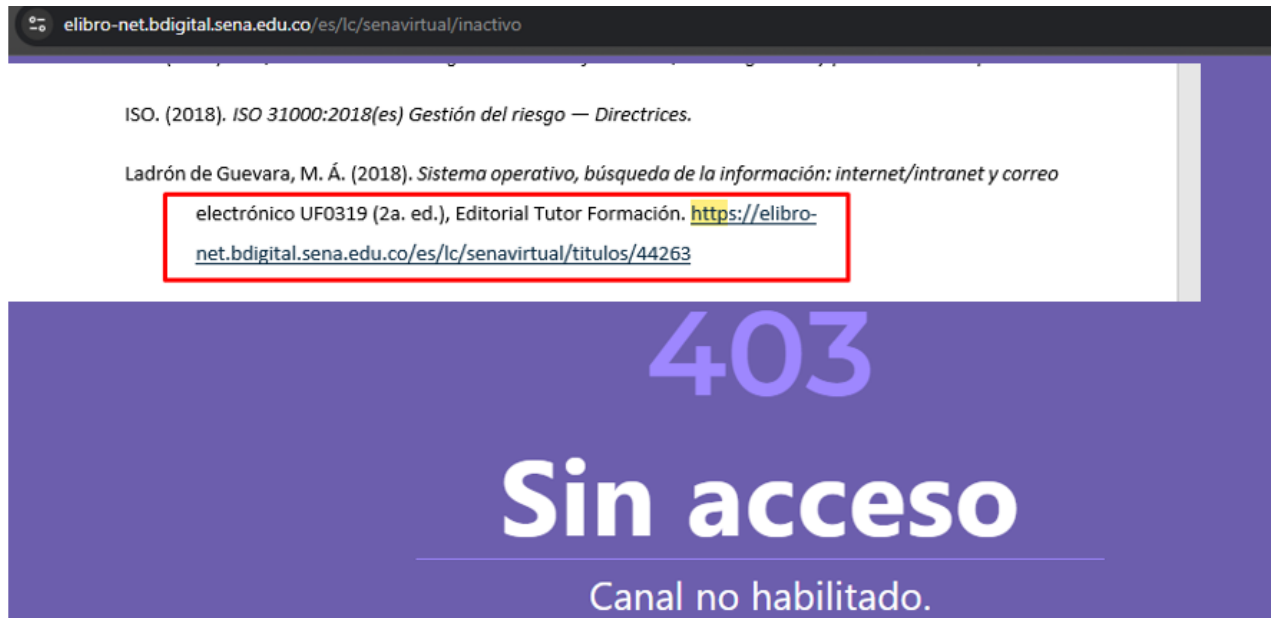 elibro-net.bdigital.sena.edu.co/es/lc/senavirtual/inactivo
ISO. (2018). ISO 31000:2018(es) Gestión del riesgo — Directrices.
Ladrón de Guevara, M. Á. (2018). Sistema operativo, búsqueda de la información: internet/intranet y correo
electrónico UF0319 (2a. ed.), Editorial Tutor Formación. https://elibro-
net.bdigital.sena.edu.co/es/lc/senavirtual/titulos/44263
403
Sin acceso
Canal no habilitado.